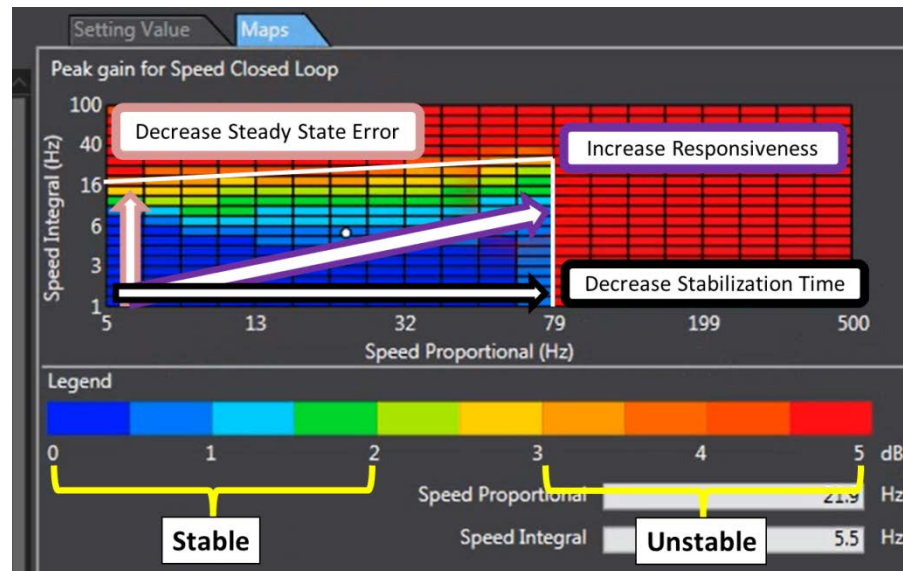 Setting Value
Maps
Peak gain for Speed Closed Loop
Speed Integral (Hz)
100
40
16
6
3
1
Decrease Steady State Error
Increase Responsiveness
Decrease Stabilization Time
5 13 32 79 199 500
Speed Proportional (Hz)
Legend
0 1 2 3 4 5 dB
Speed Proportional 21.9 Hz
Speed Integral 5.5 Hz
Stable
Unstable